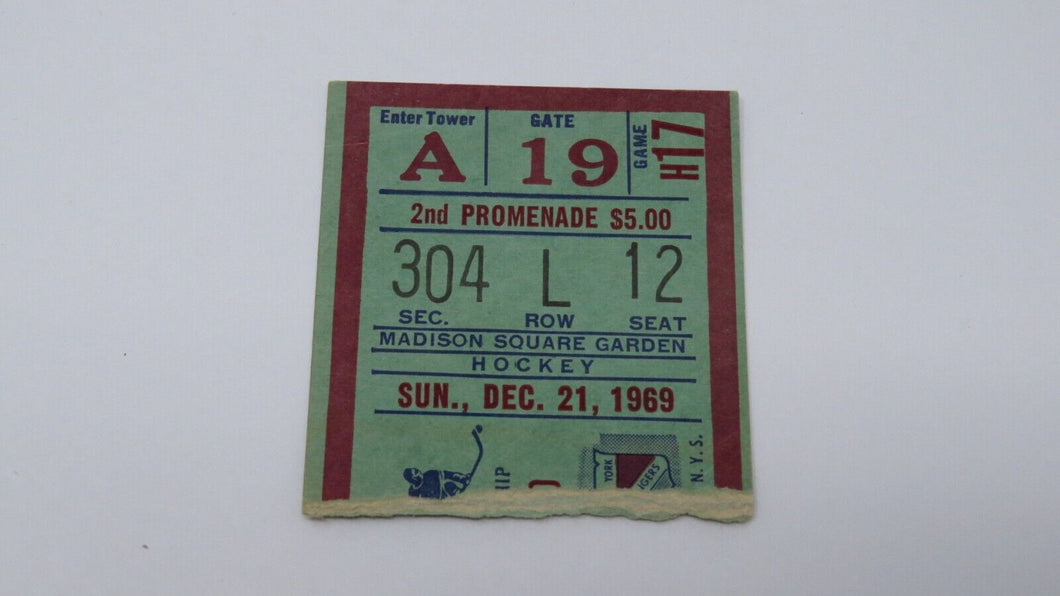 Enter Tower GATE GAME
A 19 H17
2nd PROMENADE $5.00
304 L 12
SEC. ROW SEAT
MADISON SQUARE GARDEN
HOCKEY
SUN., DEC. 21, 1969
YORK
N.Y.S.